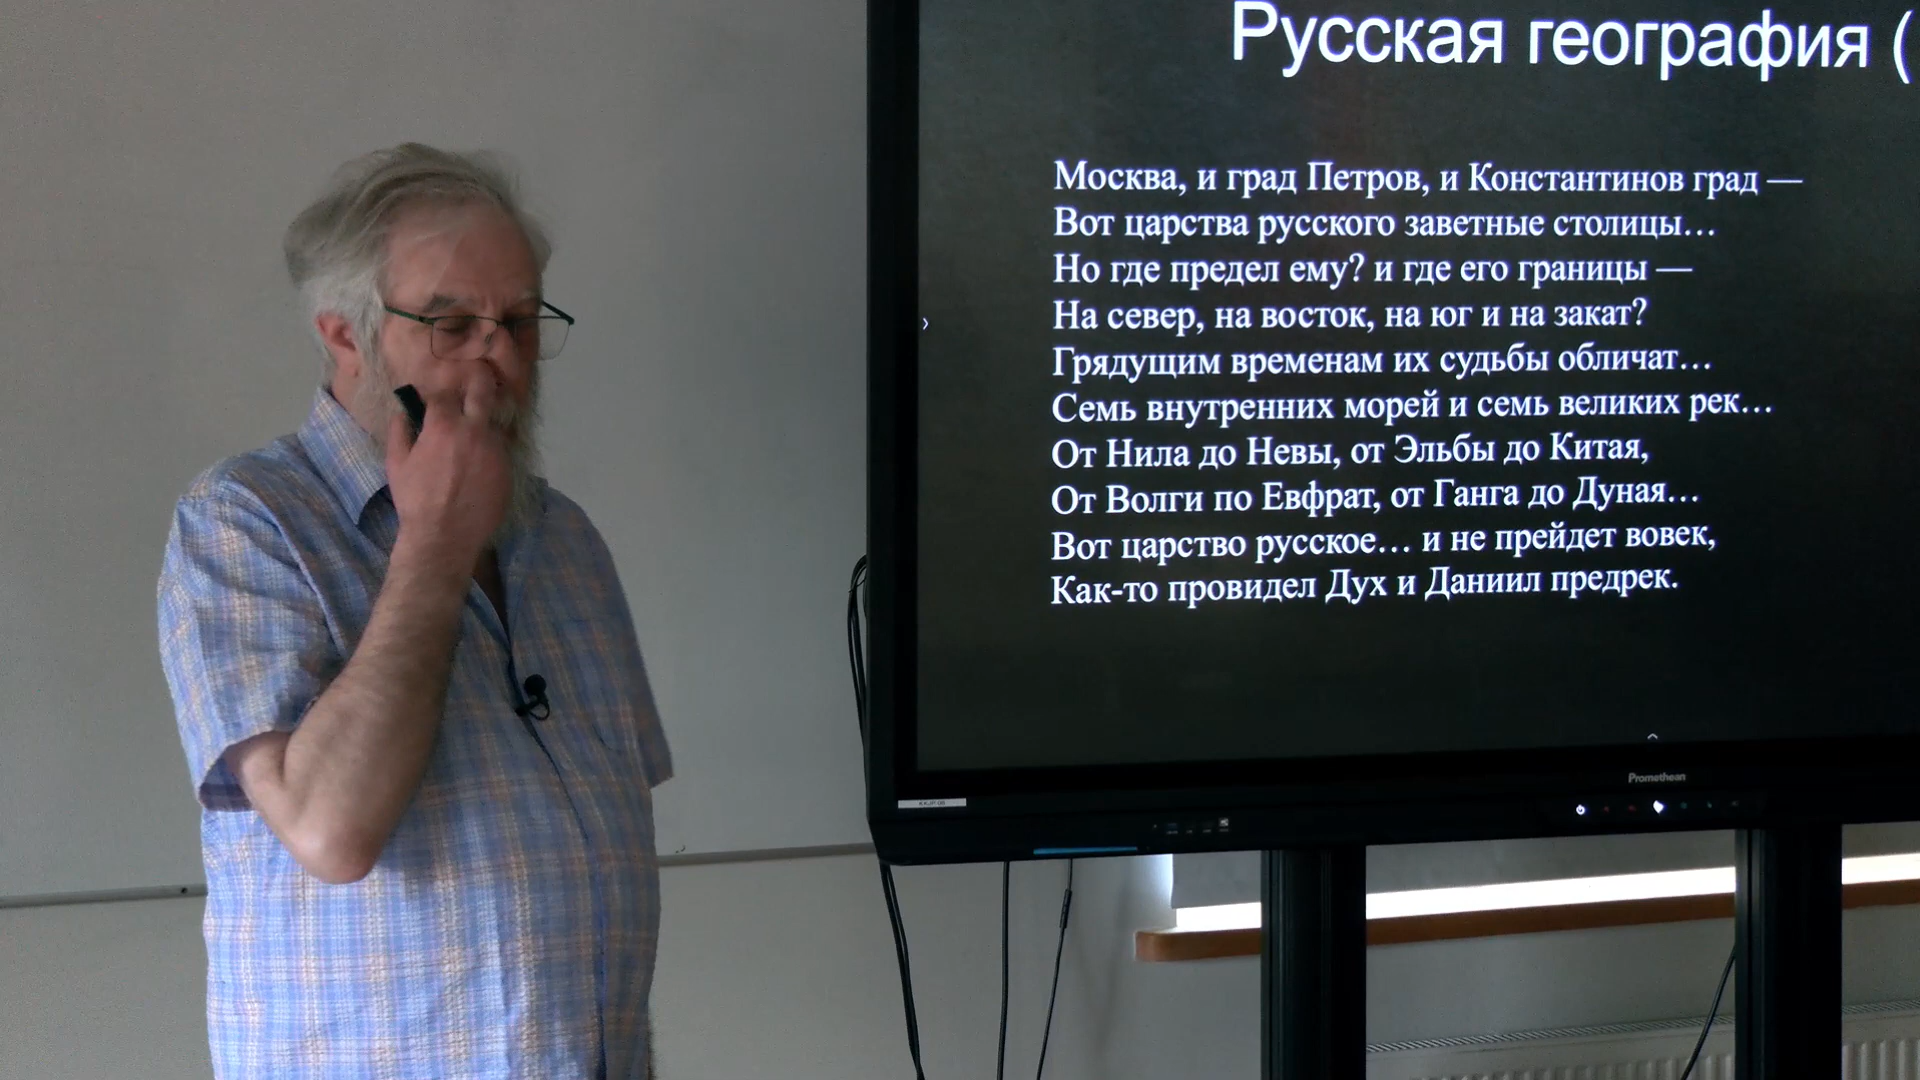 Русская география (
Москва, и град Петров, и Константинов град —
Вот царства русского заветные столицы…
Но где предел ему? и где его границы —
На север, на восток, на юг и на закат?
Грядущим временам их судьбы обличат…
Семь внутренних морей и семь великих рек…
От Нила до Невы, от Эльбы до Китая,
От Волги по Евфрат, от Ганга до Дуная…
Вот царство русское… и не прейдет вовек,
Как-то провидел Дух и Даниил предрек.
Promethean